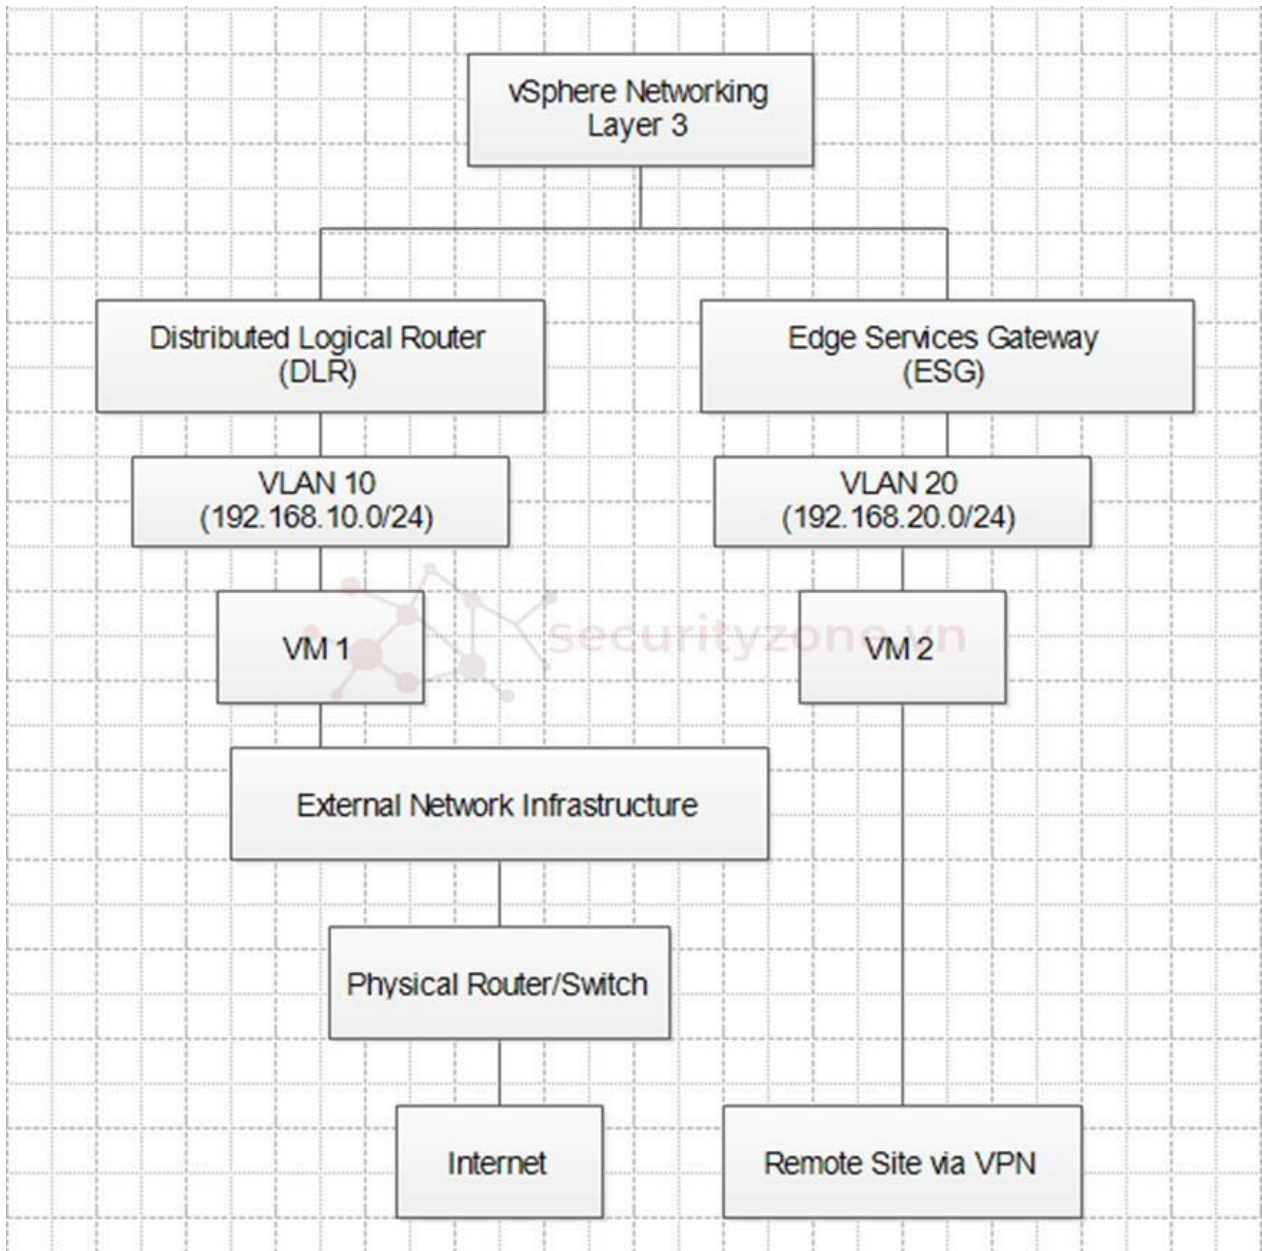 vSphere Networking
Layer 3
Distributed Logical Router
(DLR)
Edge Services Gateway
(ESG)
VLAN 10
(192.168.10.0/24)
VLAN 20
(192.168.20.0/24)
VM 1
securityzone.vn
VM 2
External Network Infrastructure
Physical Router/Switch
Internet
Remote Site via VPN